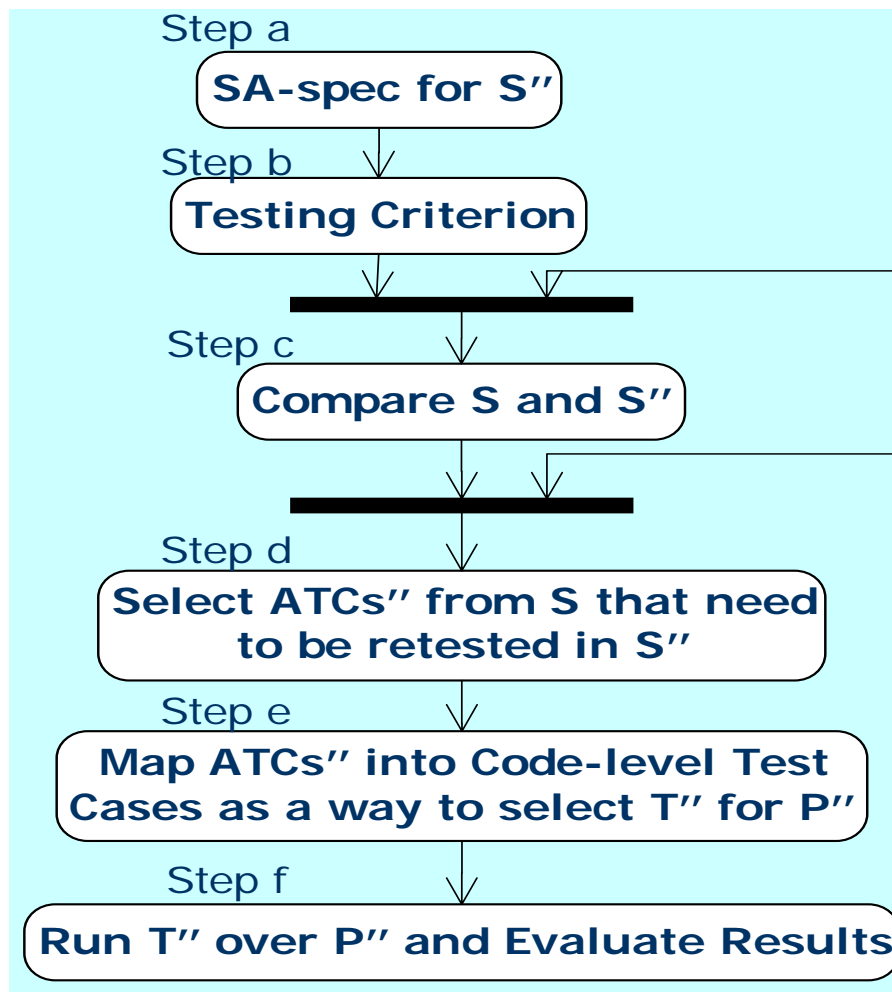 Step a
SA-spec for S″
Step b
Testing Criterion
Step c
Compare S and S″
Step d
Select ATCs″ from S that need
to be retested in S″
Step e
Map ATCs″ into Code-level Test
Cases as a way to select T″ for P″
Step f
Run T″ over P″ and Evaluate Results